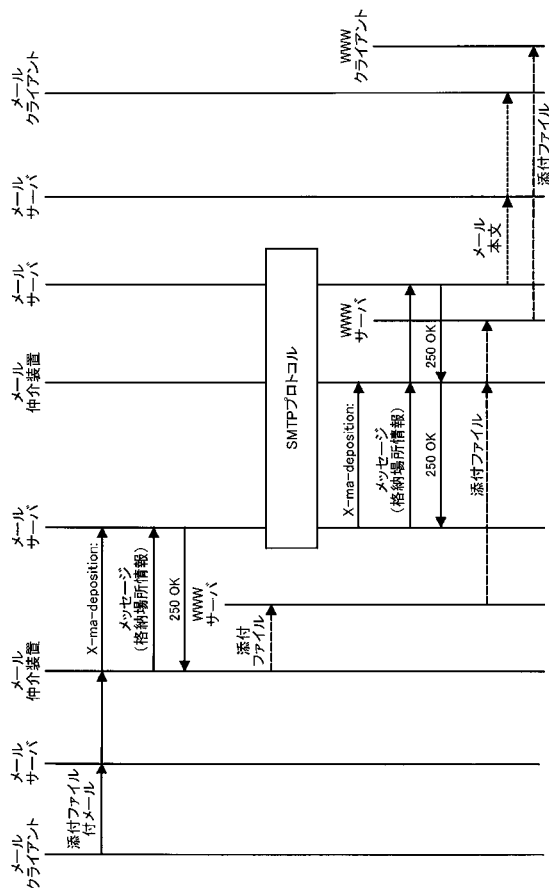 メール
クライアント
メール
サーバ
メール
仲介装置
メール
サーバ
メール
仲介装置
メール
サーバ
メール
サーバ
メール
クライアント
添付ファイル
付メール
X-ma-deposition:
メッセージ
(格納場所情報)
250 OK
WWW
サーバ
添付
ファイル
SMTPプロトコル
X-ma-deposition:
メッセージ
(格納場所情報)
250 OK
WWW
サーバ
250 OK
添付ファイル
メール
本文
WWW
クライアント
添付ファイル